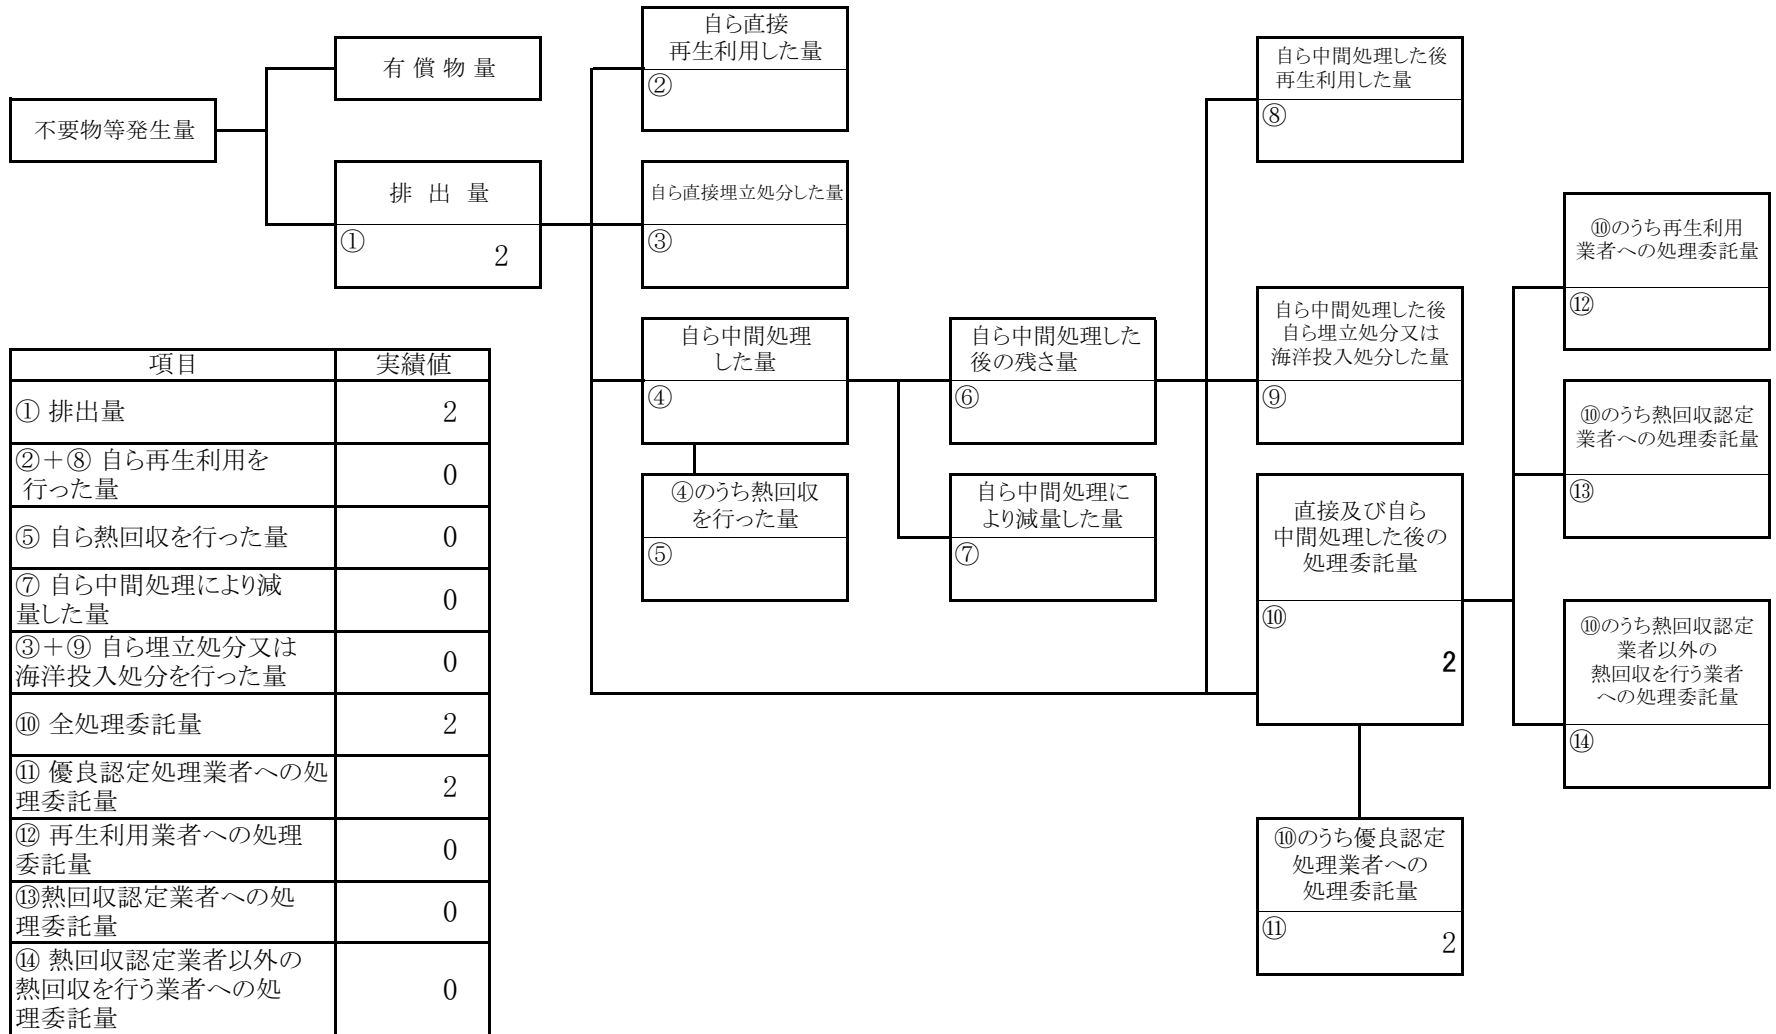 不要物等発生量
有 償 物 量
排 出 量
①
2
自ら直接
再生利用した量
②
自ら直接埋立処分した量
③
自ら中間処理
した量
④
④のうち熱回収
を行った量
⑤
自ら中間処理した
後の残さ量
⑥
自ら中間処理に
より減量した量
⑦
自ら中間処理した後
再生利用した量
⑧
自ら中間処理した後
自ら埋立処分又は
海洋投入処分した量
⑨
直接及び自ら
中間処理した後の
処理委託量
⑩
2
⑩のうち優良認定
処理業者への
処理委託量
⑪
2
⑩のうち再生利用
業者への処理委託量
⑫
⑩のうち熱回収認定
業者への処理委託量
⑬
⑩のうち熱回収認定
業者以外の
熱回収を行う業者
への処理委託量
⑭
項目 実績値
① 排出量 2
②＋⑧ 自ら再生利用を
行った量 0
⑤ 自ら熱回収を行った量 0
⑦ 自ら中間処理により減
量した量 0
③＋⑨ 自ら埋立処分又は
海洋投入処分を行った量 0
⑩ 全処理委託量 2
⑪ 優良認定処理業者への処
理委託量 2
⑫ 再生利用業者への処理
委託量 0
⑬熱回収認定業者への処
理委託量 0
⑭ 熱回収認定業者以外の
熱回収を行う業者への処
理委託量 0